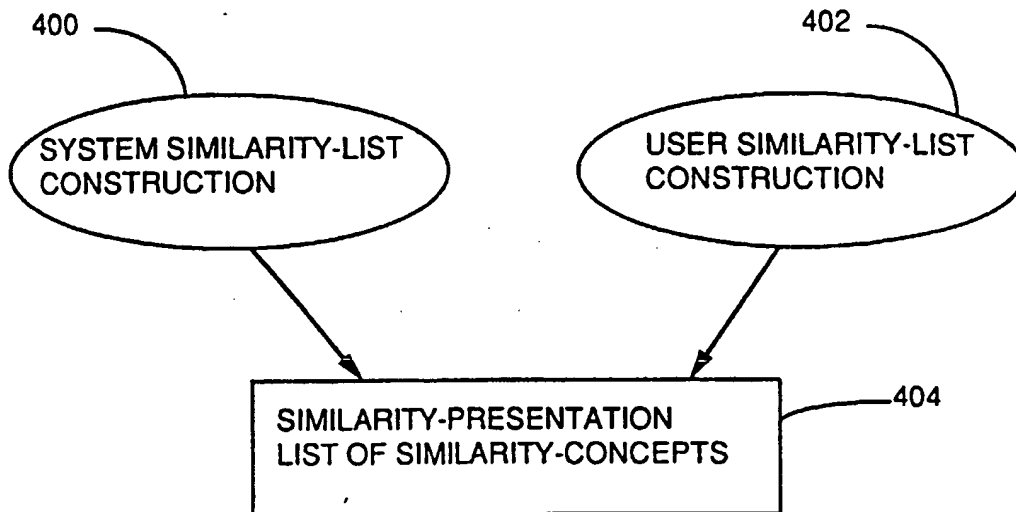 400
402
SYSTEM SIMILARITY-LIST
CONSTRUCTION
USER SIMILARITY-LIST
CONSTRUCTION
404
SIMILARITY-PRESENTATION
LIST OF SIMILARITY-CONCEPTS